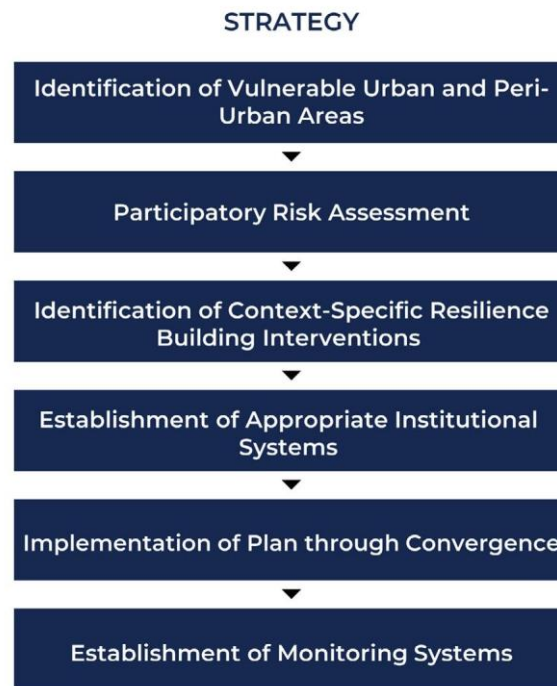 STRATEGY
Identification of Vulnerable Urban and Peri-
Urban Areas
Participatory Risk Assessment
Identification of Context-Specific Resilience
Building Interventions
Establishment of Appropriate Institutional
Systems
Implementation of Plan through Convergence
Establishment of Monitoring Systems